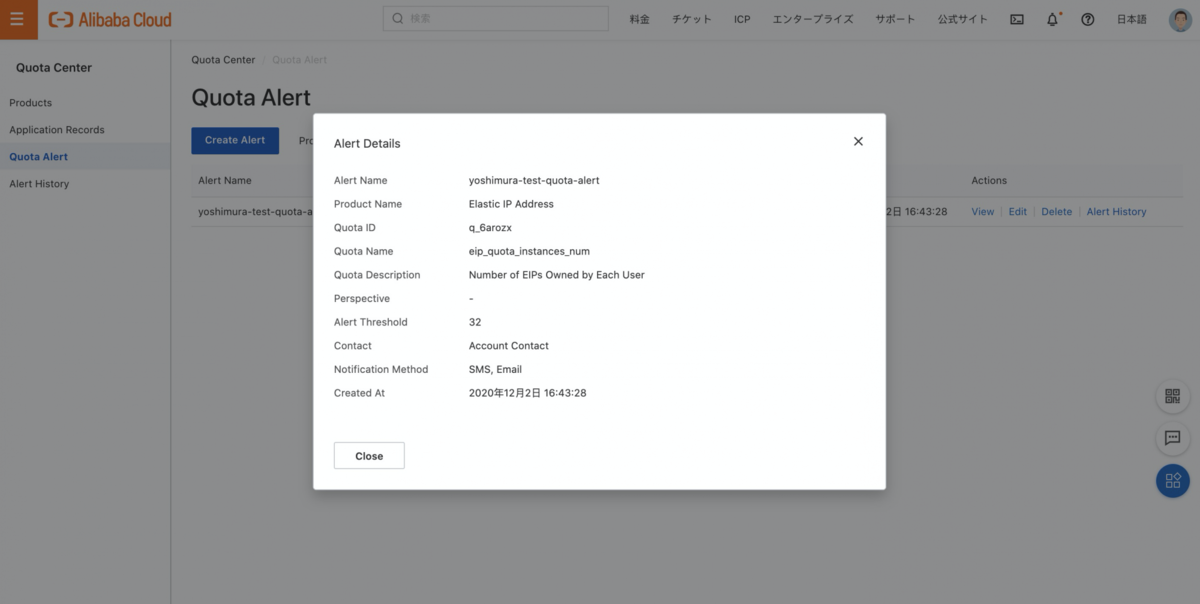 Alibaba Cloud
検索
料金 チケット ICP エンタープライズ サポート 公式サイト 日本語
Quota Center
Products
Application Records
Quota Alert
Alert History
Quota Center / Quota Alert
Quota Alert
Create Alert
Alert Name Actions
yoshimura-test-quota-a 2日 16:43:28 View Edit Delete Alert History
Alert Details
Alert Name yoshimura-test-quota-alert
Product Name Elastic IP Address
Quota ID q_6arozx
Quota Name eip_quota_instances_num
Quota Description Number of EIPs Owned by Each User
Perspective -
Alert Threshold 32
Contact Account Contact
Notification Method SMS, Email
Created At 2020年12月2日 16:43:28
Close